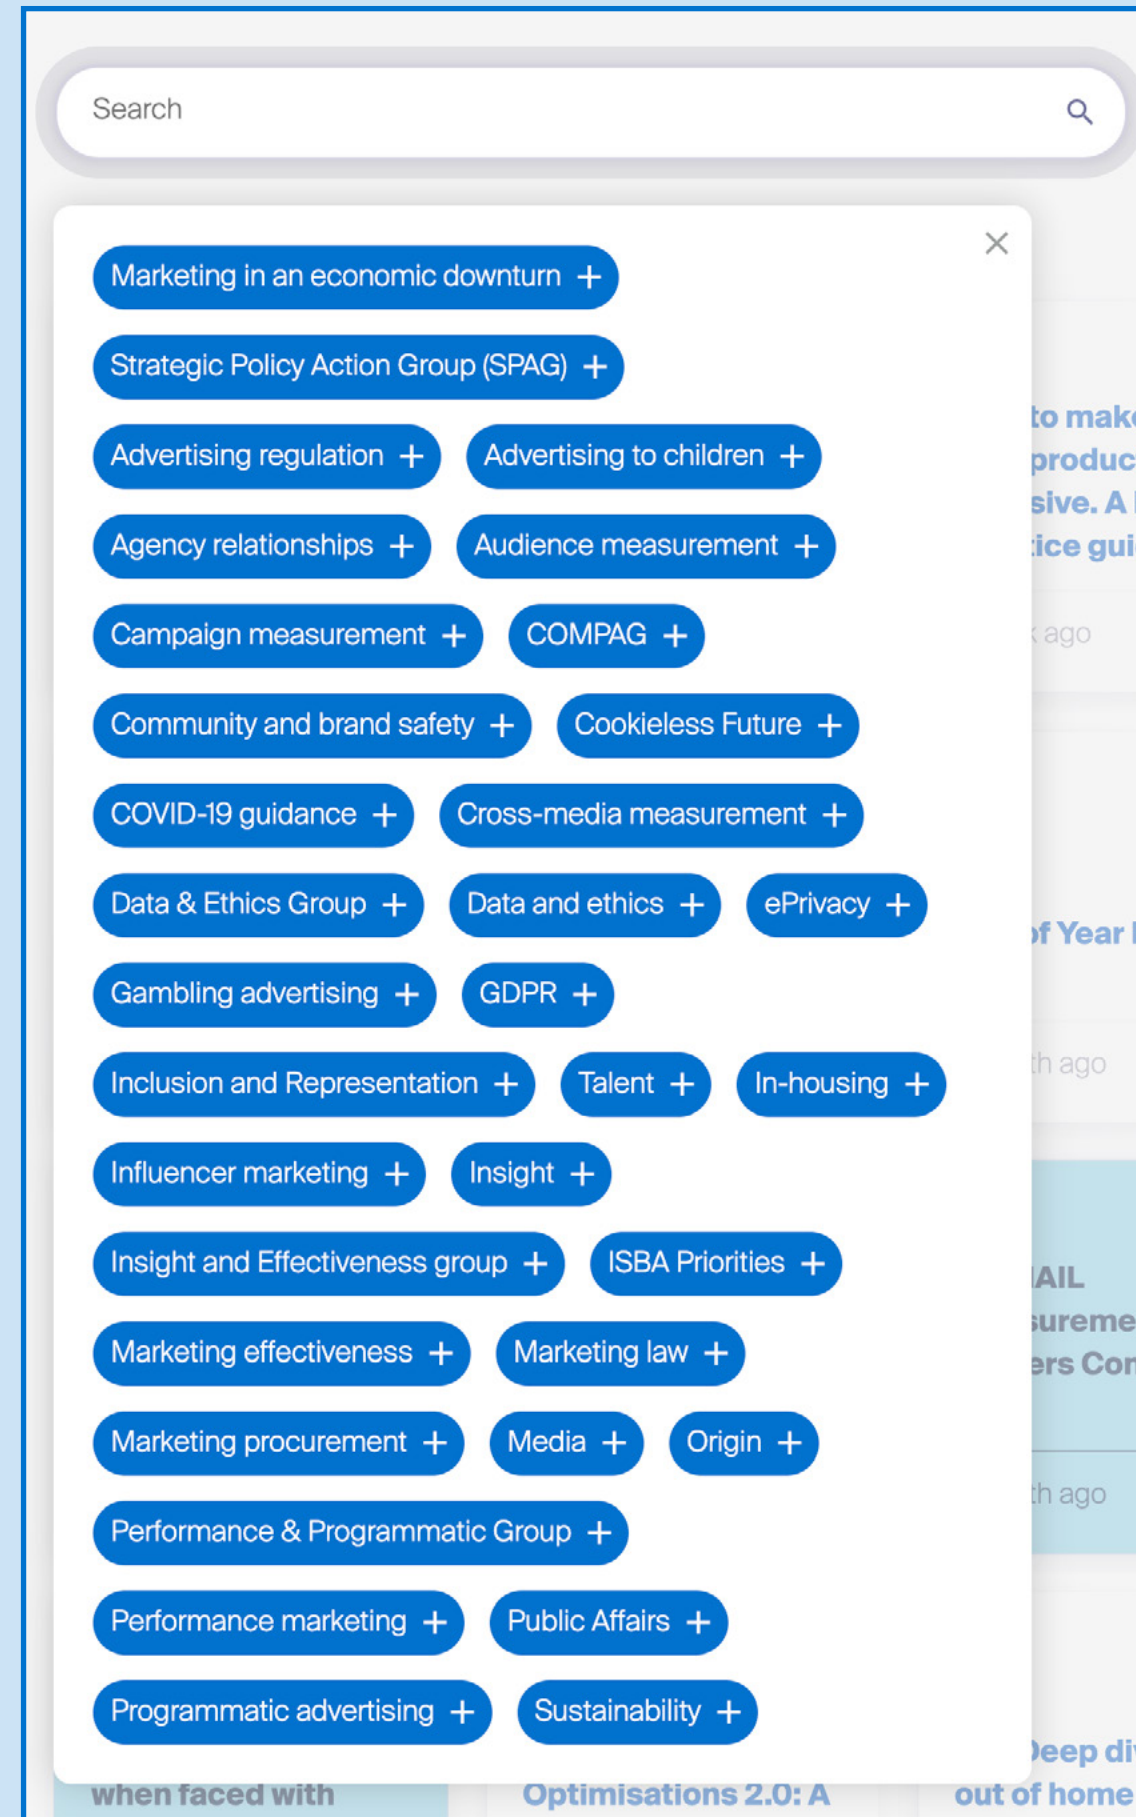 Search
Marketing in an economic downturn +
Strategic Policy Action Group (SPAG) +
Advertising regulation + Advertising to children +
Agency relationships + Audience measurement +
Campaign measurement + COMPAG +
Community and brand safety + Cookieless Future +
COVID-19 guidance + Cross-media measurement +
Data & Ethics Group + Data and ethics + ePrivacy +
Gambling advertising + GDPR +
Inclusion and Representation + Talent + In-housing +
Influencer marketing + Insight +
Insight and Effectiveness group + ISBA Priorities +
Marketing effectiveness + Marketing law +
Marketing procurement + Media + Origin +
Performance & Programmatic Group +
Performance marketing + Public Affairs +
Programmatic advertising + Sustainability +
to
ago
of Year
ago
ago
when faced with
Optimisations 2.0: A
Deep
out of home